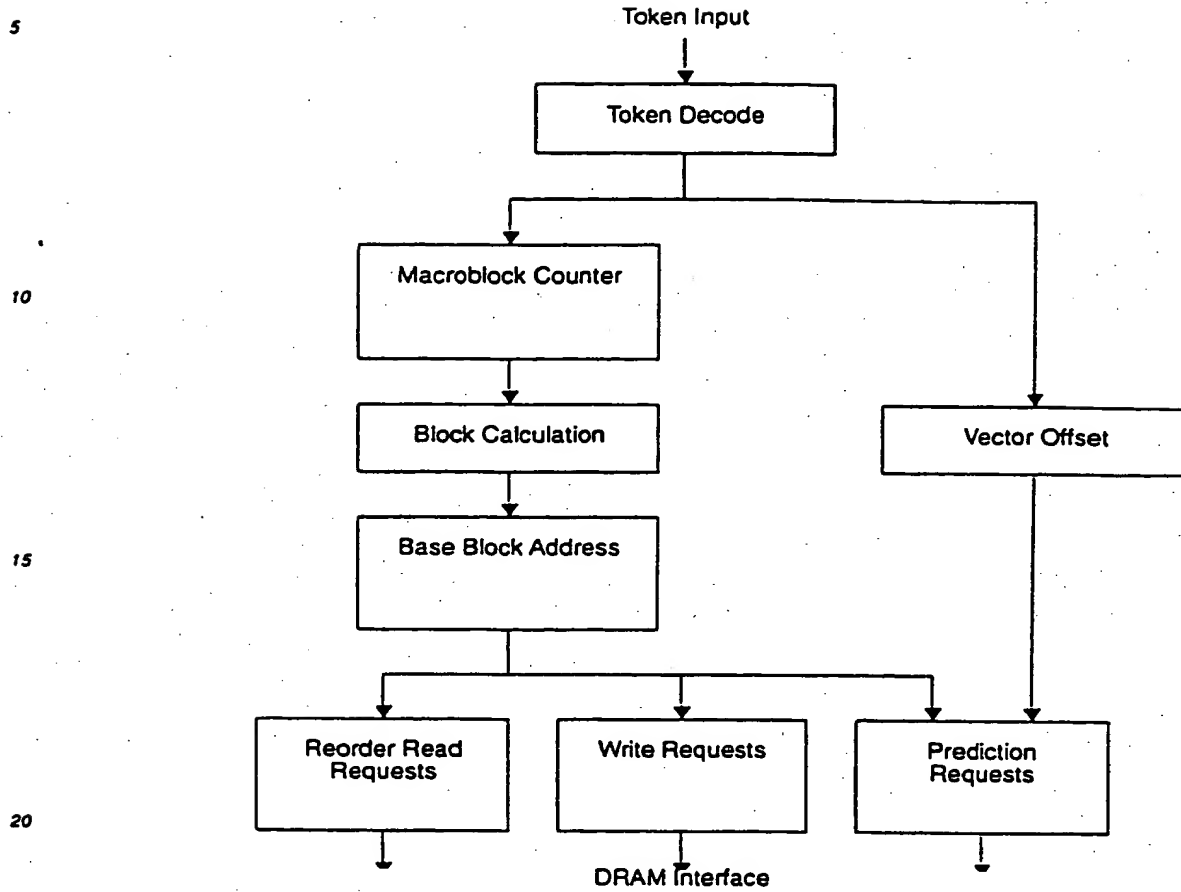 5
Token Input
Token Decode
Macroblock Counter
10
Block Calculation
Vector Offset
Base Block Address
15
Reorder Read
Requests
Write Requests
Prediction
Requests
20
DRAM Interface